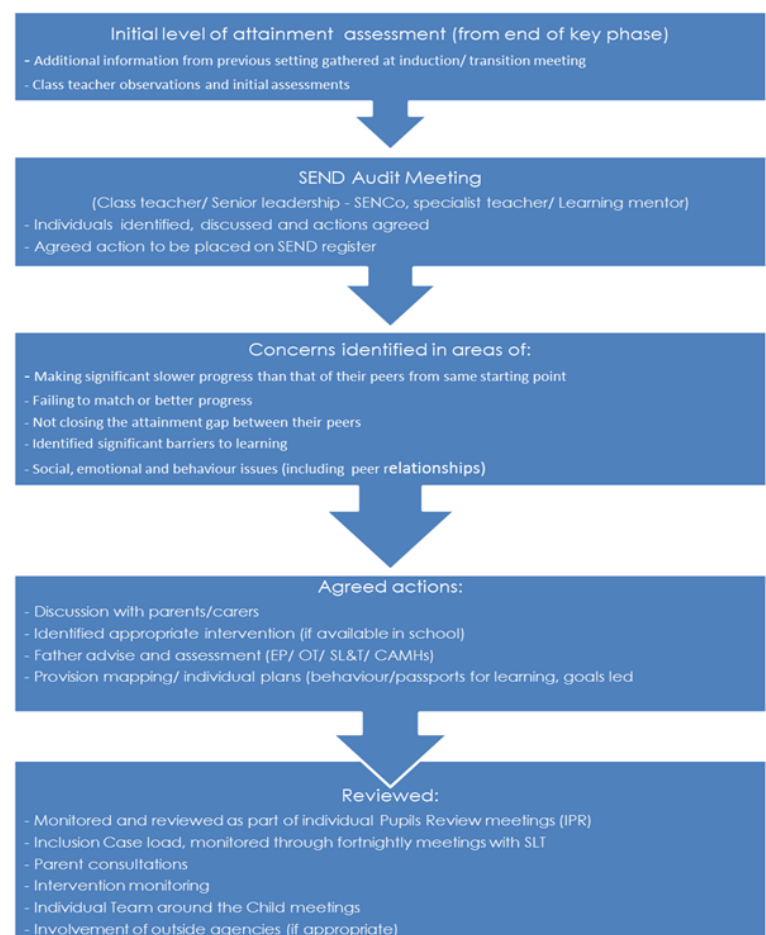 Initial level of attainment assessment (from end of key phase)
- Additional information from previous setting gathered at induction/ transition meeting
- Class teacher observations and initial assessments
SEND Audit Meeting
(Class teacher/ Senior leadership - SENCo, specialist teacher/ Learning mentor)
- Individuals identified, discussed and actions agreed
- Agreed action to be placed on SEND register
Concerns identified in areas of:
- Making significant slower progress than that of their peers from same starting point
- Failing to match or better progress
- Not closing the attainment gap between their peers
- Identified significant barriers to learning
- Social, emotional and behaviour issues (including peer relationships)
Agreed actions:
- Discussion with parents/carers
- Identified appropriate intervention (if available in school)
- Father advise and assessment (EP/ OT/ SL&T/ CAMHs)
- Provision mapping/ individual plans (behaviour/passports for learning, goals led
Reviewed:
- Monitored and reviewed as part of individual Pupils Review meetings (IPR)
- Inclusion Case load, monitored through fortnightly meetings with SLT
- Parent consultations
- Intervention monitoring
- Individual Team around the Child meetings
- Involvement of outside agencies (if appropriate)